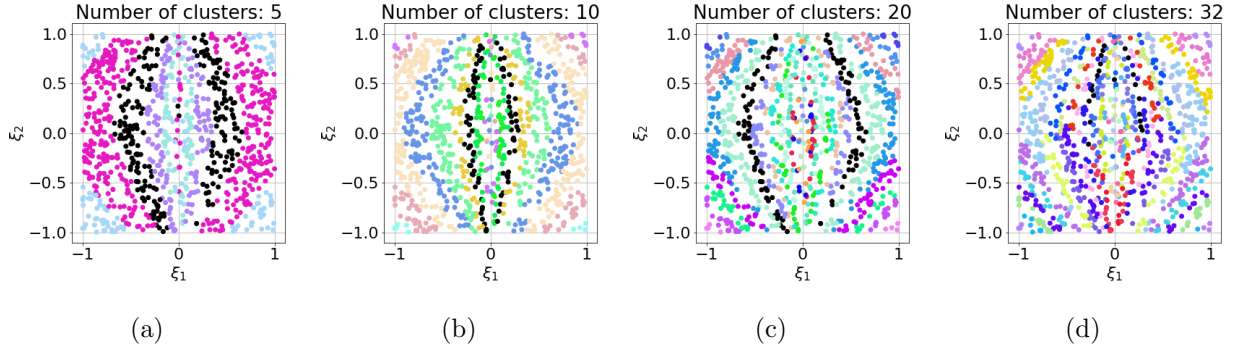 Number of clusters: 5
1.0
0.5
0.0
−0.5
−1.0
ξ2
−1
0
1
ξ1
(a)
Number of clusters: 10
1.0
0.5
0.0
−0.5
−1.0
ξ2
−1
0
1
ξ1
(b)
Number of clusters: 20
1.0
0.5
0.0
−0.5
−1.0
ξ2
−1
0
1
ξ1
(c)
Number of clusters: 32
1.0
0.5
0.0
−0.5
−1.0
ξ2
−1
0
1
ξ1
(d)